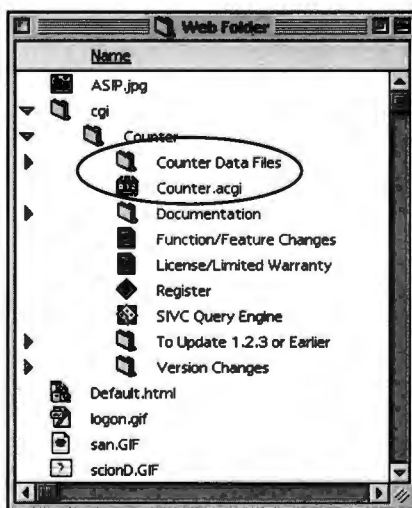 Web Folder
Name
ASIP.jpg
cgi
Counter
Counter Data Files
Counter.acgi
Documentation
Function/Feature Changes
License/Limited Warranty
Register
SIVC Query Engine
To Update 1.2.3 or Earlier
Version Changes
Default.html
logon.gif
san.GIF
scionD.GIF